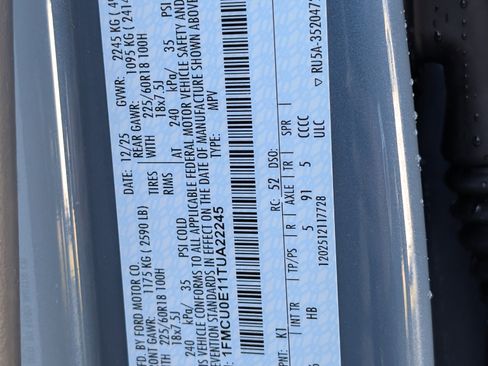 BY FORD MOTOR CO.
DATE: 12/25
GVWR: 2245 KG
FRONT GAWR:
1175 KG (2590 LB)
REAR GAWR:
1095 KG
225/60R18 100H
TIRES WITH
225/60R18 100H
18x7.5J
RIMS
18x7.5J
240 kPa/ 35 PSI COLD
AT 240 kPa/ 35 PSI
VEHICLE CONFORMS TO ALL APPLICABLE FEDERAL MOTOR VEHICLE SAFETY AND
STANDARDS IN EFFECT ON THE DATE OF MANUFACTURE SHOWN ABOVE
1FMCU0E11TUA22245
TYPE: MPV
RC: 52 DSO:
PNT: K1
INT TR TP/PS R AXLE TR SPR
HB 5 91 5 CCCC
1202512117728
ULC
▽ RU5A-3520472